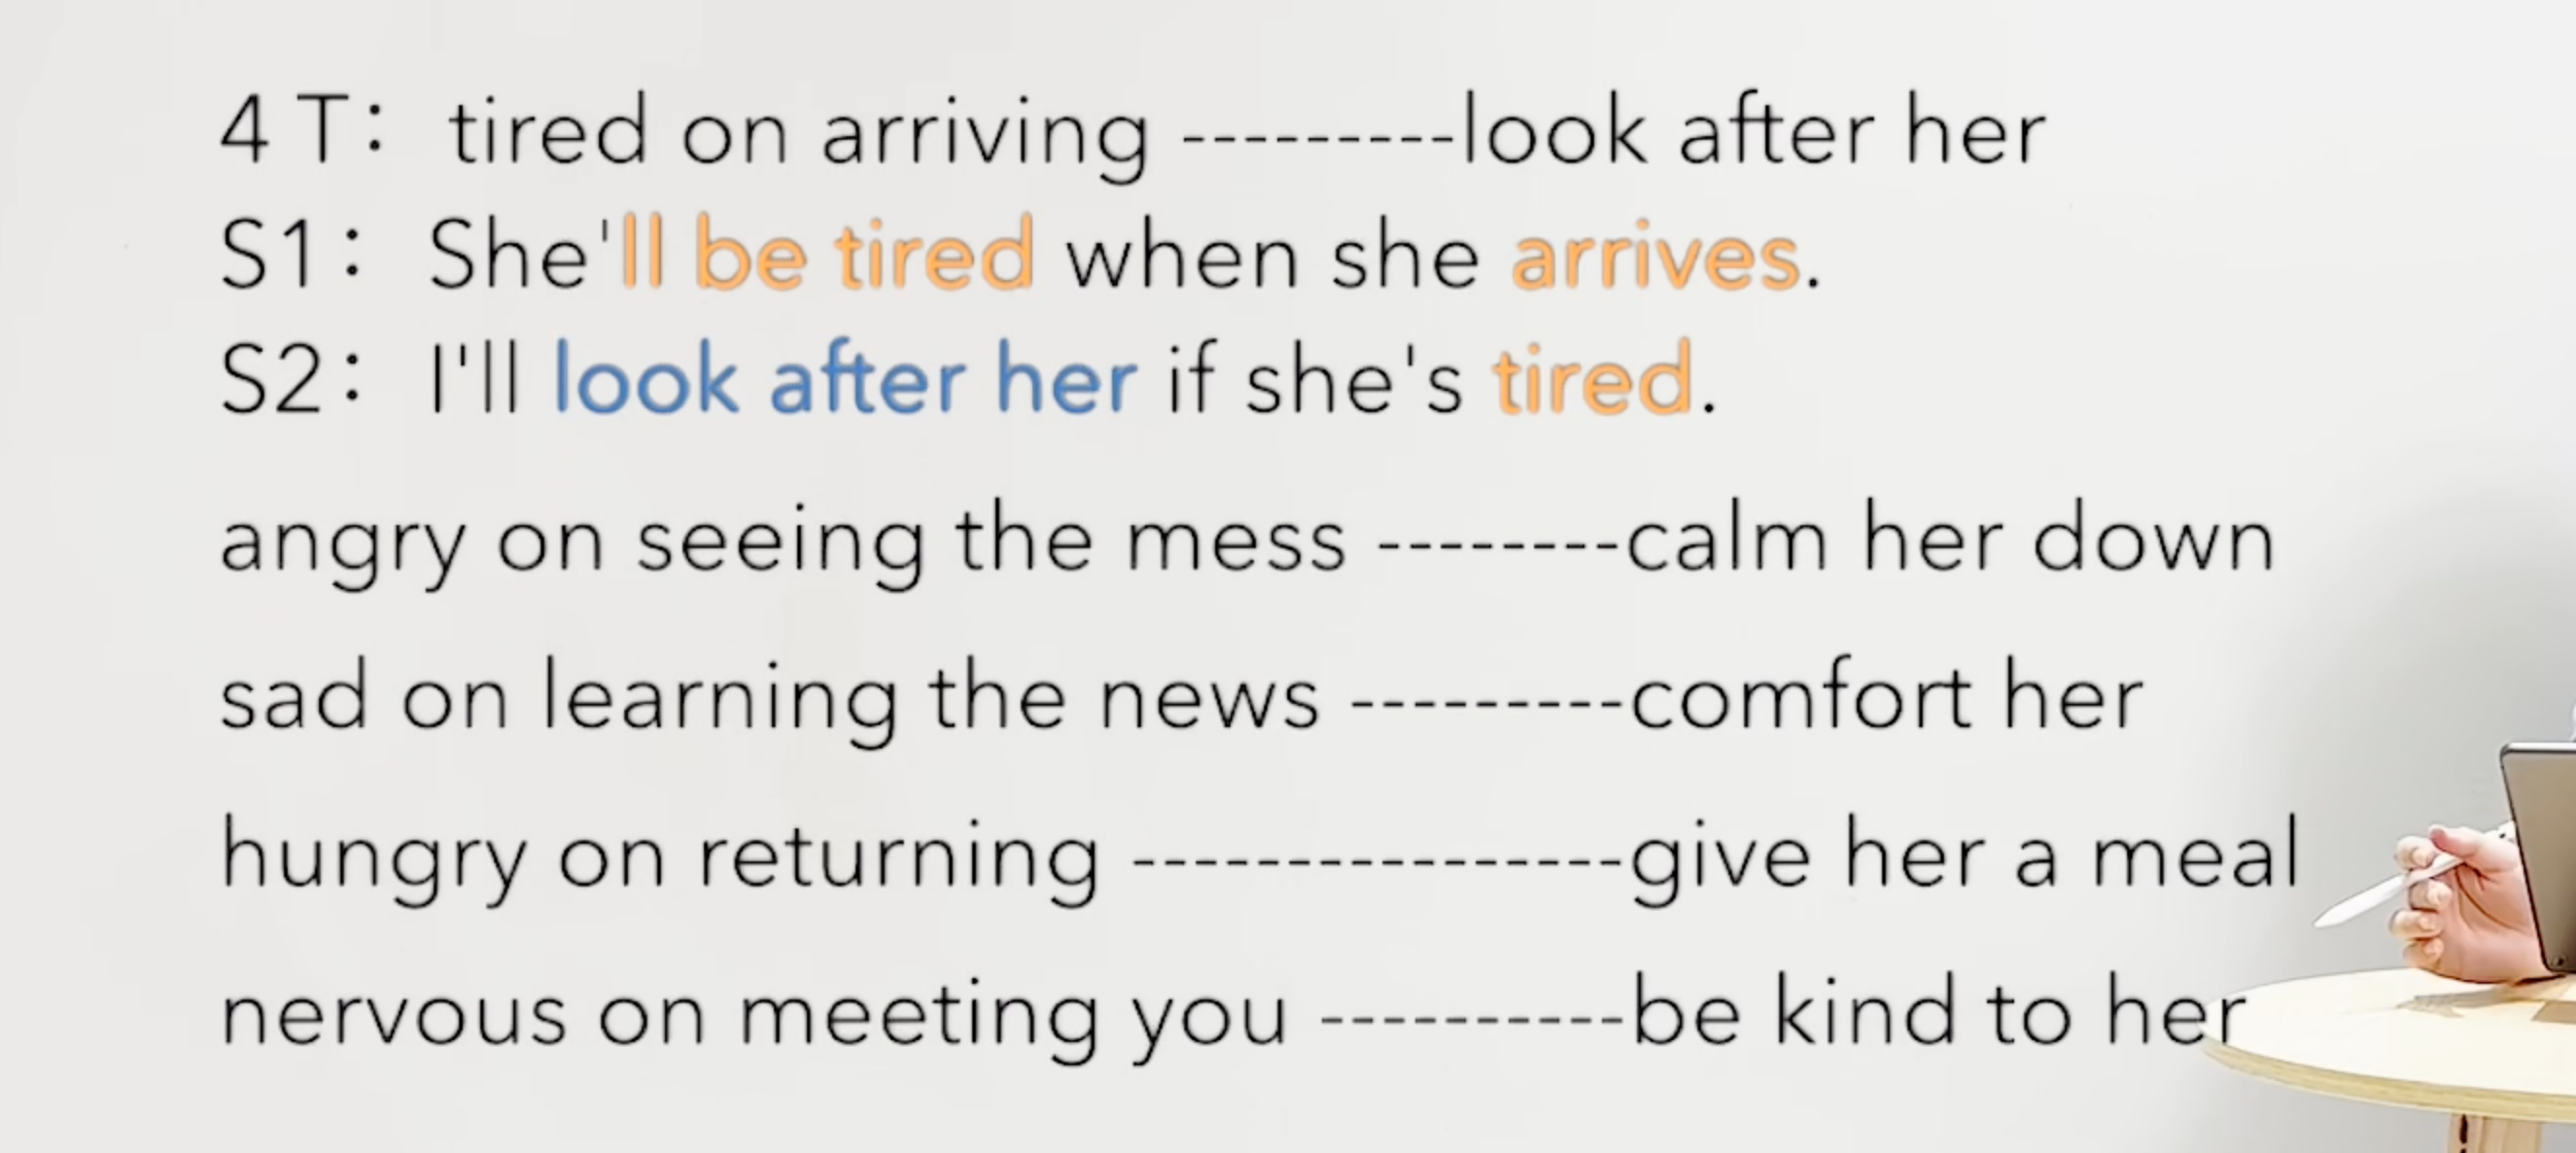 4 T: tired on arriving ---------look after her
S1: She'll be tired when she arrives.
S2: I'll look after her if she's tired.
angry on seeing the mess --------calm her down
sad on learning the news ---------comfort her
hungry on returning ----------------give her a meal
nervous on meeting you ----------be kind to her